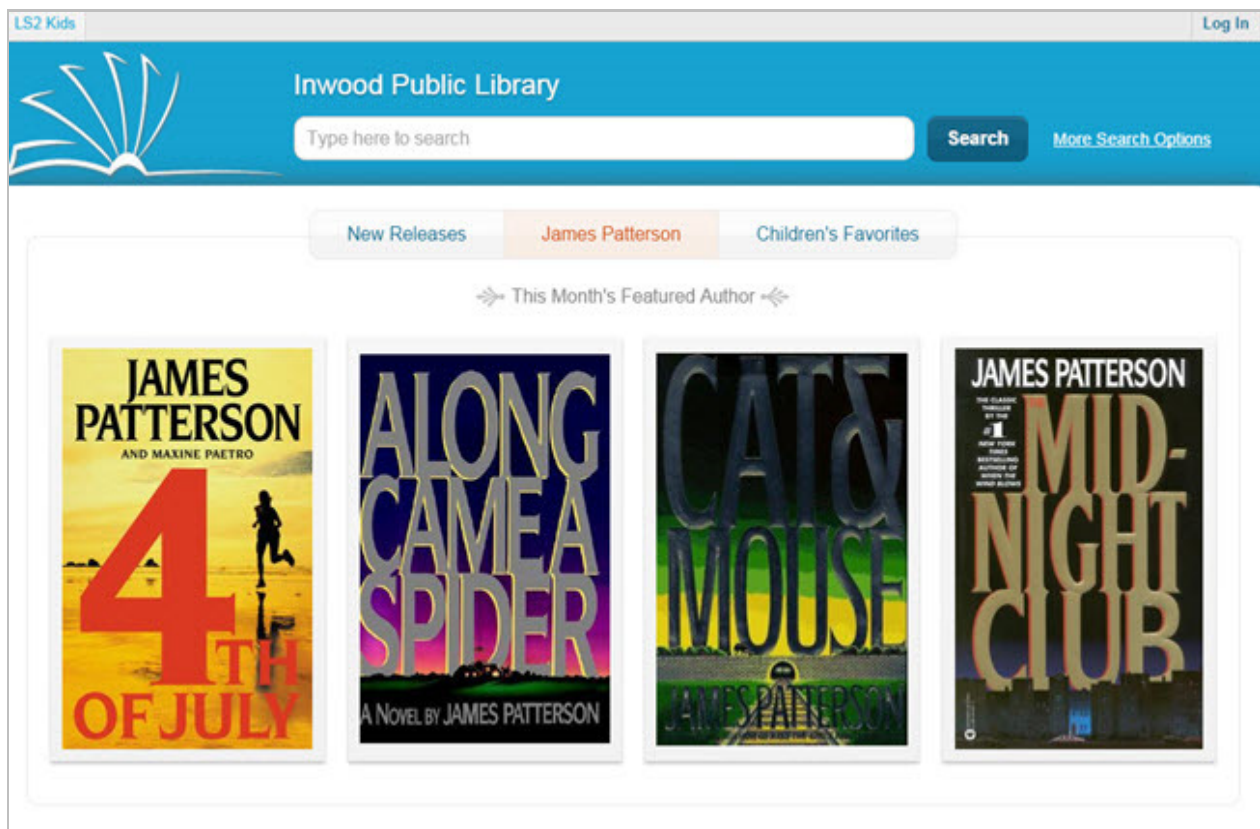 LS2 Kids
Log In
Inwood Public Library
Type here to search
Search
More Search Options
New Releases
James Patterson
Children's Favorites
This Month's Featured Author
JAMES
PATTERSON
AND MAXINE PAETRO
4
TH
OF JULY
ALONG
CAME A
SPIDER
A NOVEL BY JAMES PATTERSON
CAT &
MOUSE
JAMES PATTERSON
JAMES PATTERSON
THE CLASSIC
THRILLER
BY THE
#1
NEW YORK
TIMES
BESTSELLING
AUTHOR OF
WHEN THE
WIND BLOWS
THE
MID-
NIGHT
CLUB